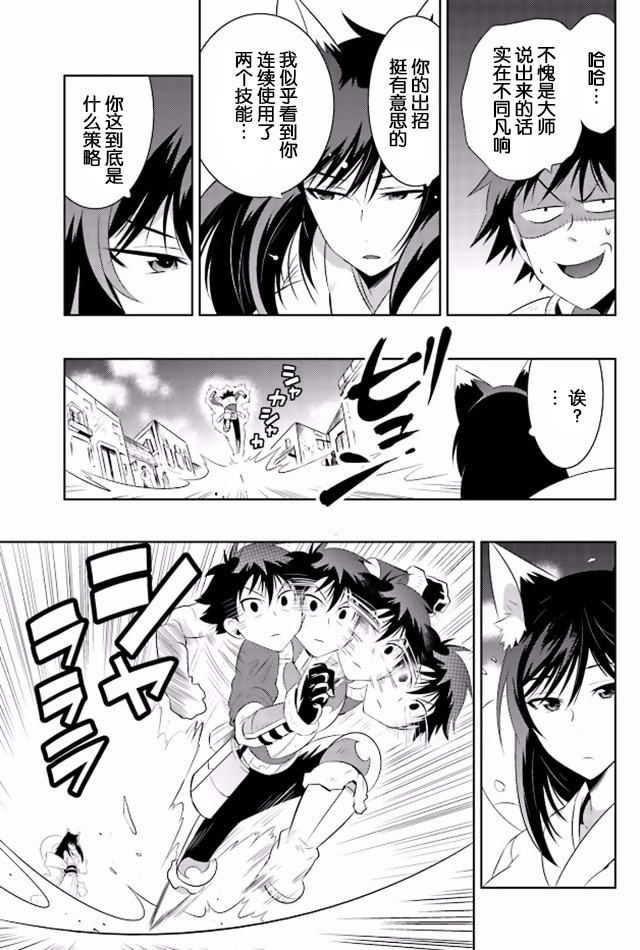 哈哈…
不愧是大师
说出来的话
实在不同凡响
你的出招
挺有意思的
我似乎看到你
连续使用了
两个技能…
你这到底是
什么策略
诶?
…
シャ
カシャ
カシャ
シャ
ラララ